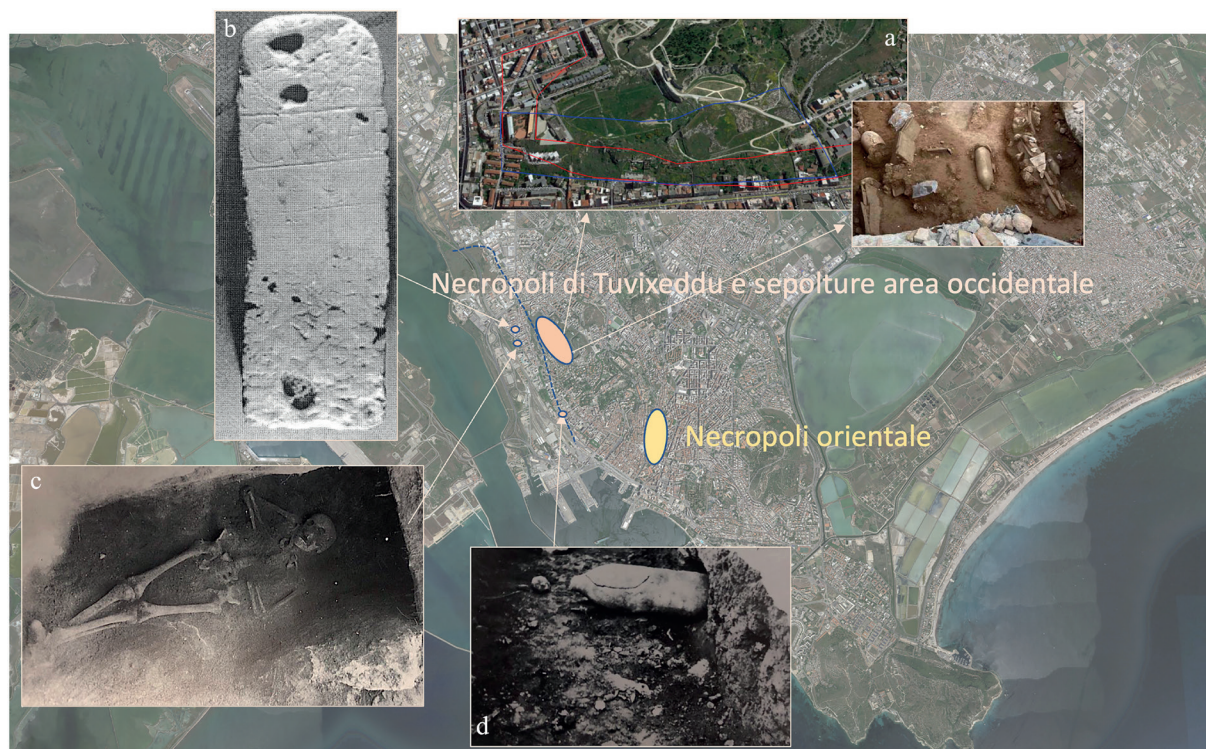 b
a
Necropoli di Tuvixeddu e sepolture area occidentale
Necropoli orientale
c
d